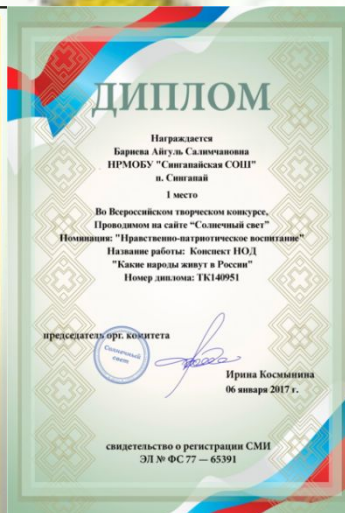 ДИПЛОМ
Награждается
Бариева Айгуль Салимчановна
НРМОБУ "Сингапайская СОШ"
п. Сингапай
I место
Во Всероссийском творческом конкурсе,
Проводимом на сайте “Солнечный свет”
Номинация: "Нравственно-патриотическое воспитание"
Название работы: Конспект НОД
"Какие народы живут в России"
Номер диплома: ТК140951
председатель орг. комитета
Солнечный
свет
Ирина Космынина
06 января 2017 г.
свидетельство о регистрации СМИ
ЭЛ № ФС 77 — 65391